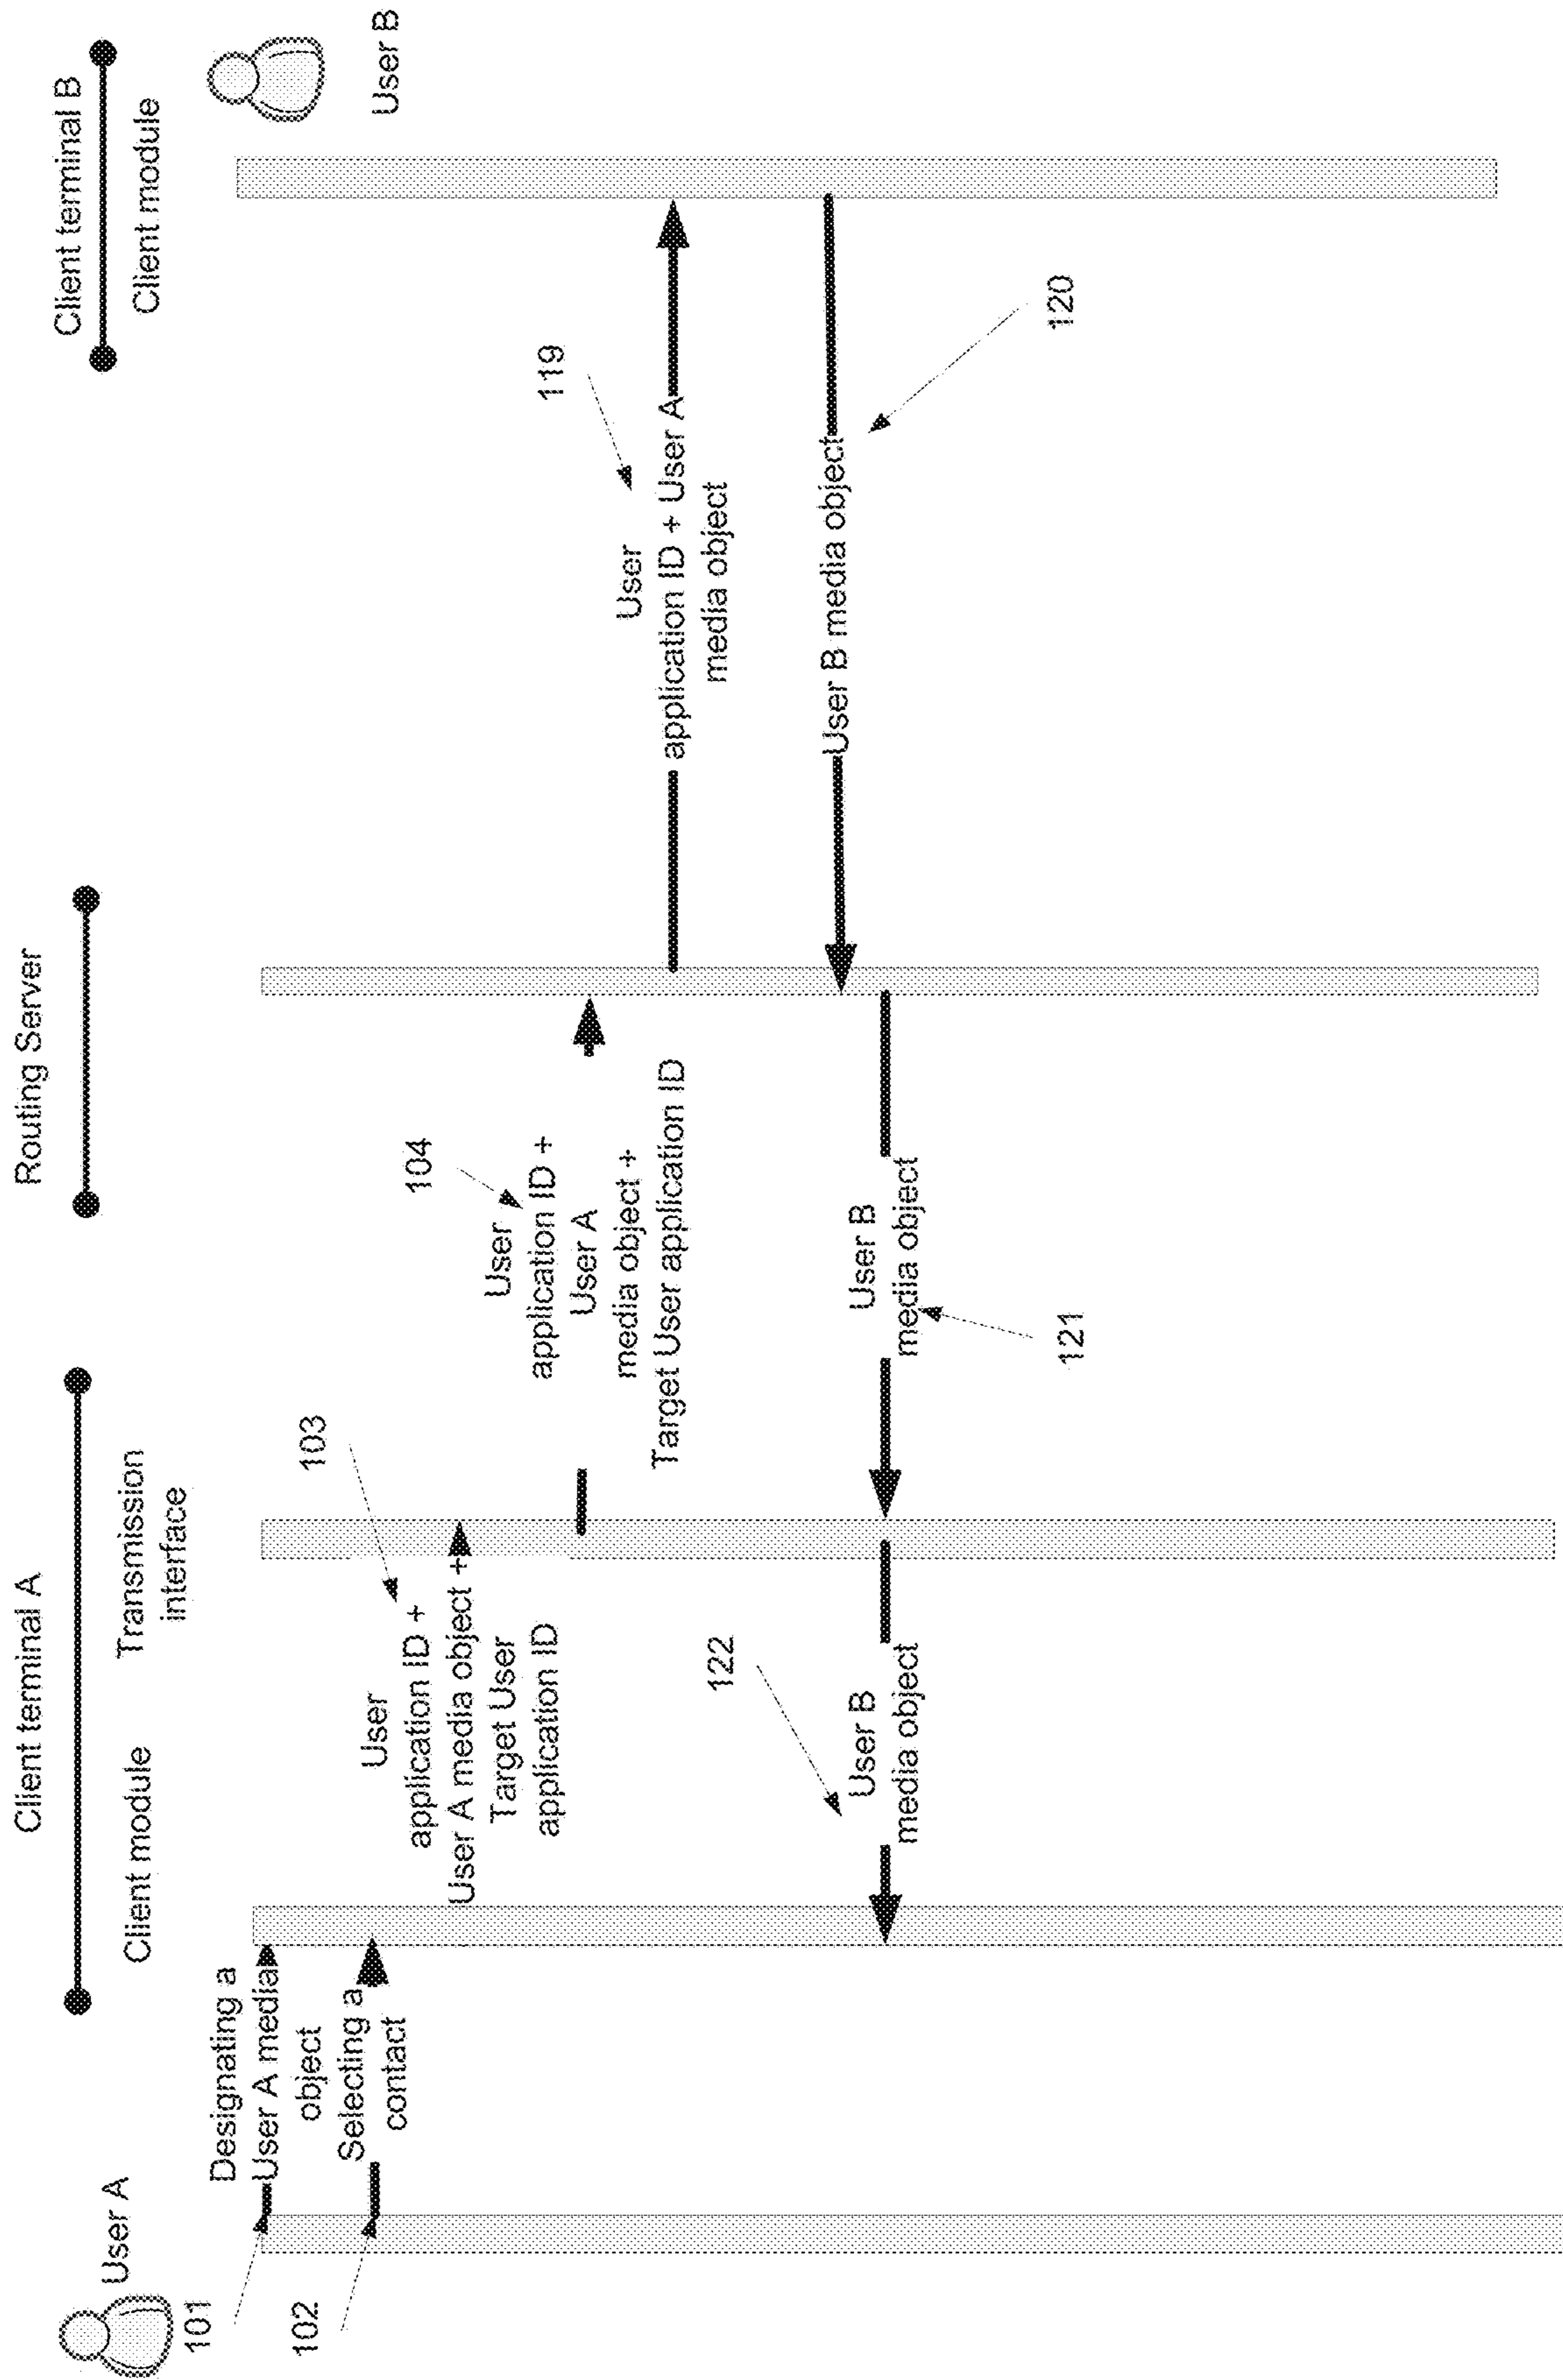 Client terminal A
Routing Server
Client terminal B
User A
Client module
Transmission
interface
Client module
User B
101
Designating a
User A media
object
102
Selecting a
contact
103
User
application ID +
User A media object +
Target User
application ID
104
User
application ID +
User A
media object +
Target User application ID
119
User
application ID + User A
media object
User B media object
120
User B
media object
121
122
User B
media object